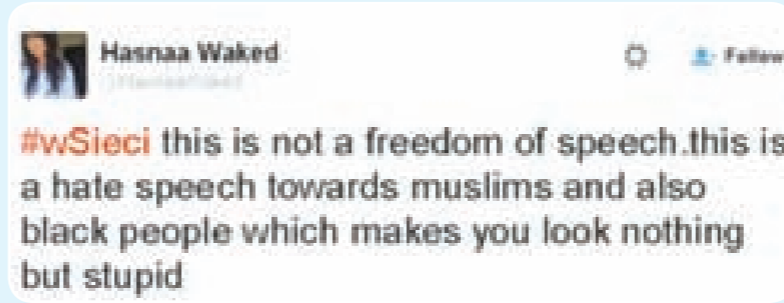 Hasnaa Waked
Follow
#wSieci this is not a freedom of speech.this is
a hate speech towards muslims and also
black people which makes you look nothing
but stupid